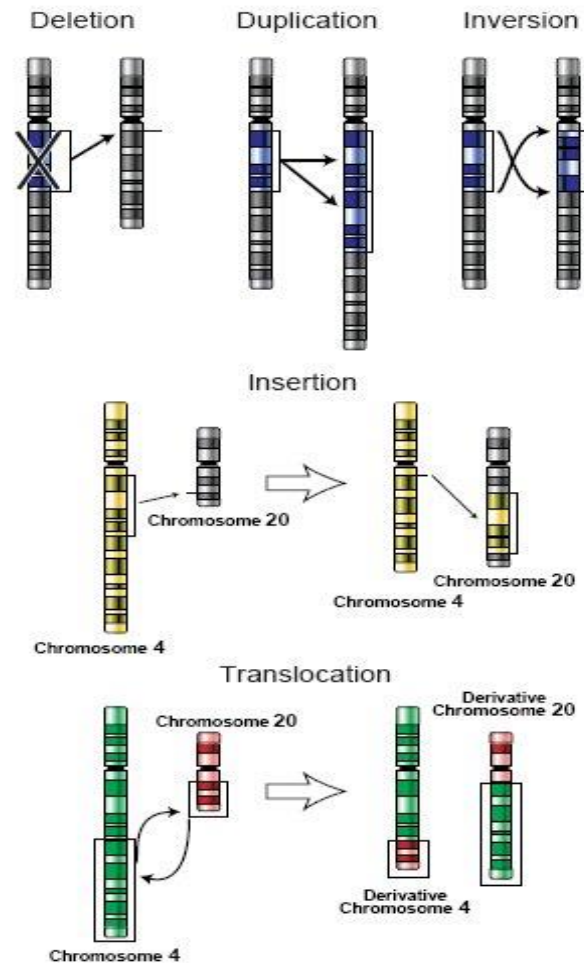 Deletion
Duplication
Inversion
Insertion
Chromosome 20
Chromosome 4
Chromosome 20
Chromosome 4
Translocation
Chromosome 20
Chromosome 4
Derivative
Chromosome 20
Derivative
Chromosome 4